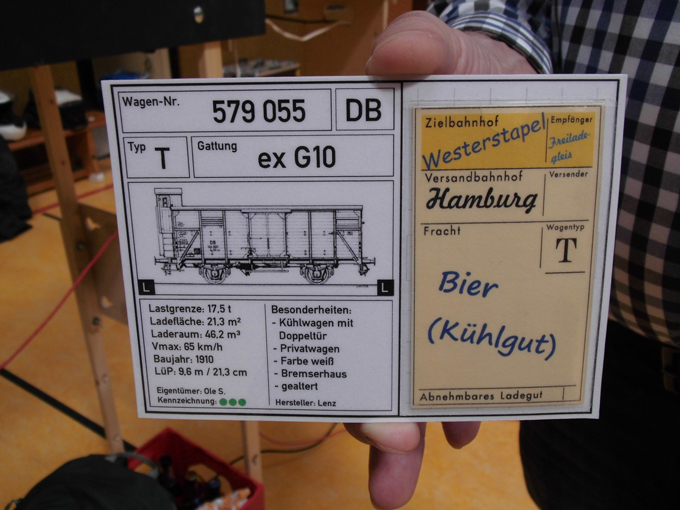 Wagen-Nr. 579 055 DB
Typ T Gattung ex G10
L L
Lastgrenze: 17,5 t
Ladefläche: 21,3 m²
Laderaum: 46,2 m³
Vmax: 65 km/h
Baujahr: 1910
LüP: 9,6 m / 21,3 cm
Eigentümer: Ole S.
Kennzeichnung:
Besonderheiten:
- Kühlwagen mit
Doppeltür
- Privatwagen
- Farbe weiß
- Bremserhaus
- gealtert
Hersteller: Lenz
Zielbahnhof
Westerstapel
Empfänger
Freilade-
gleis
Versandbahnhof
Hamburg
Versender
Fracht
Wagentyp
T
Bier
(Kühlgut)
Abnehmbares Ladegut